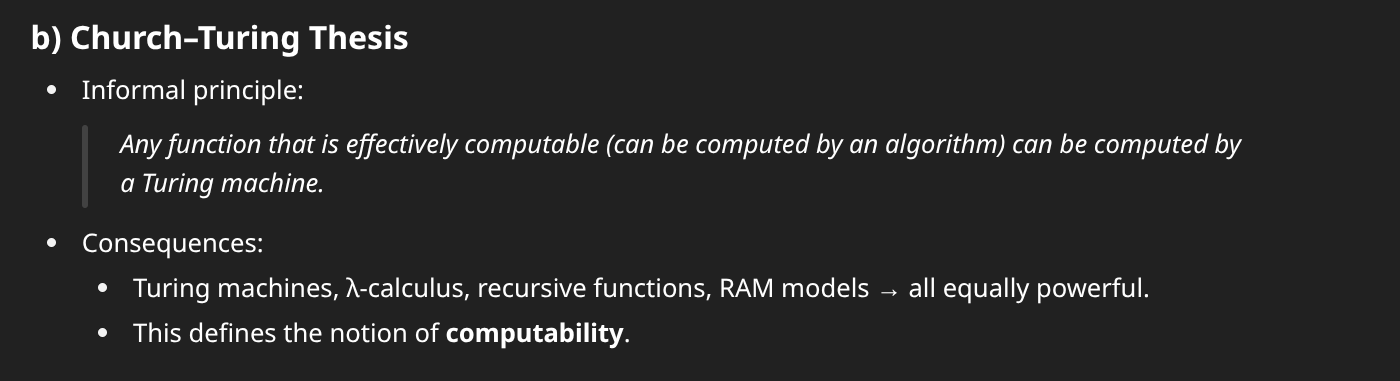 b) Church–Turing Thesis
• Informal principle:
Any function that is effectively computable (can be computed by an algorithm) can be computed by
a Turing machine.
• Consequences:
• Turing machines, λ-calculus, recursive functions, RAM models → all equally powerful.
• This defines the notion of computability.